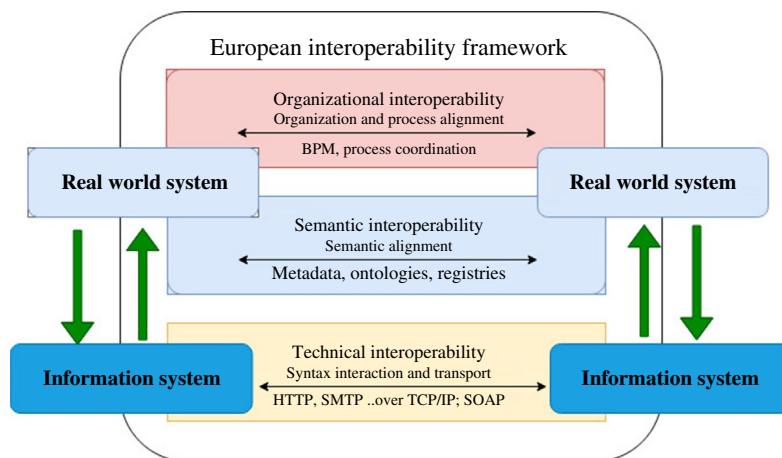 European interoperability framework
Organizational interoperability
Organization and process alignment
BPM, process coordination
Real world system
Real world system
Semantic interoperability
Semantic alignment
Metadata, ontologies, registries
Technical interoperability
Syntax interaction and transport
Information system
Information system
HTTP, SMTP ..over TCP/IP; SOAP